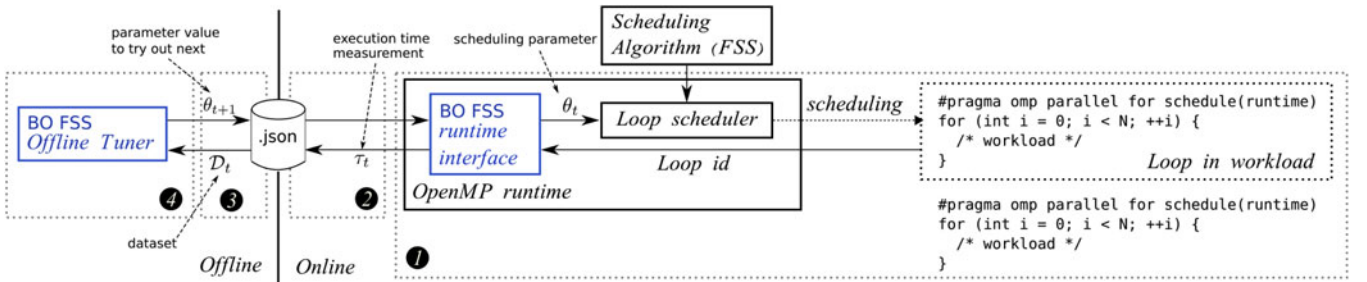 parameter value
to try out next
execution time
measurement
scheduling parameter
Scheduling
Algorithm (FSS)
BO FSS
Offline Tuner
θt+1
.json
𝒟t
τt
BO FSS
runtime
interface
θt
Loop scheduler
scheduling
Loop id
OpenMP runtime
#pragma omp parallel for schedule(runtime)
for (int i = 0; i < N; ++i) {
  /* workload */
}
Loop in workload
#pragma omp parallel for schedule(runtime)
for (int i = 0; i < N; ++i) {
  /* workload */
}
4
3
2
1
dataset
Offline
Online